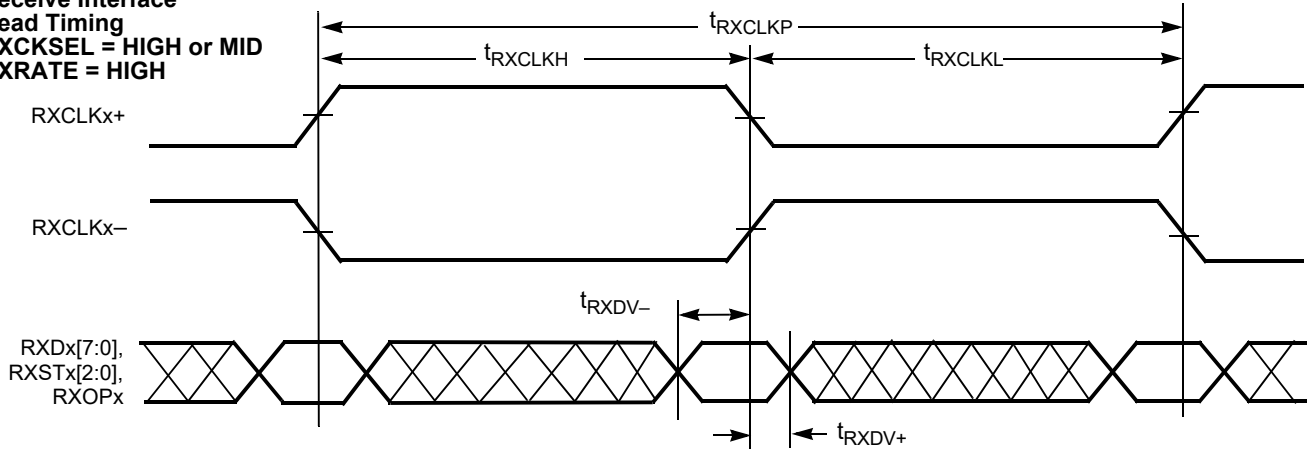 eceive Interface
ead Timing
XCKSEL = HIGH or MID
XRATE = HIGH
tRXCLKP
tRXCLKH
tRXCLKL
RXCLKx+
RXCLKx–
tRXDV–
RXDx[7:0],
RXSTx[2:0],
RXOPx
tRXDV+